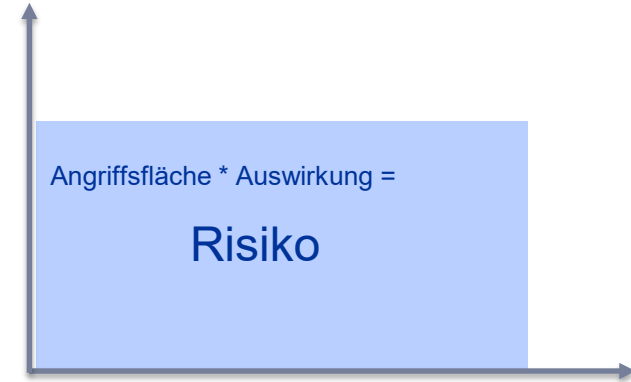 Angriffsfläche * Auswirkung =
Risiko